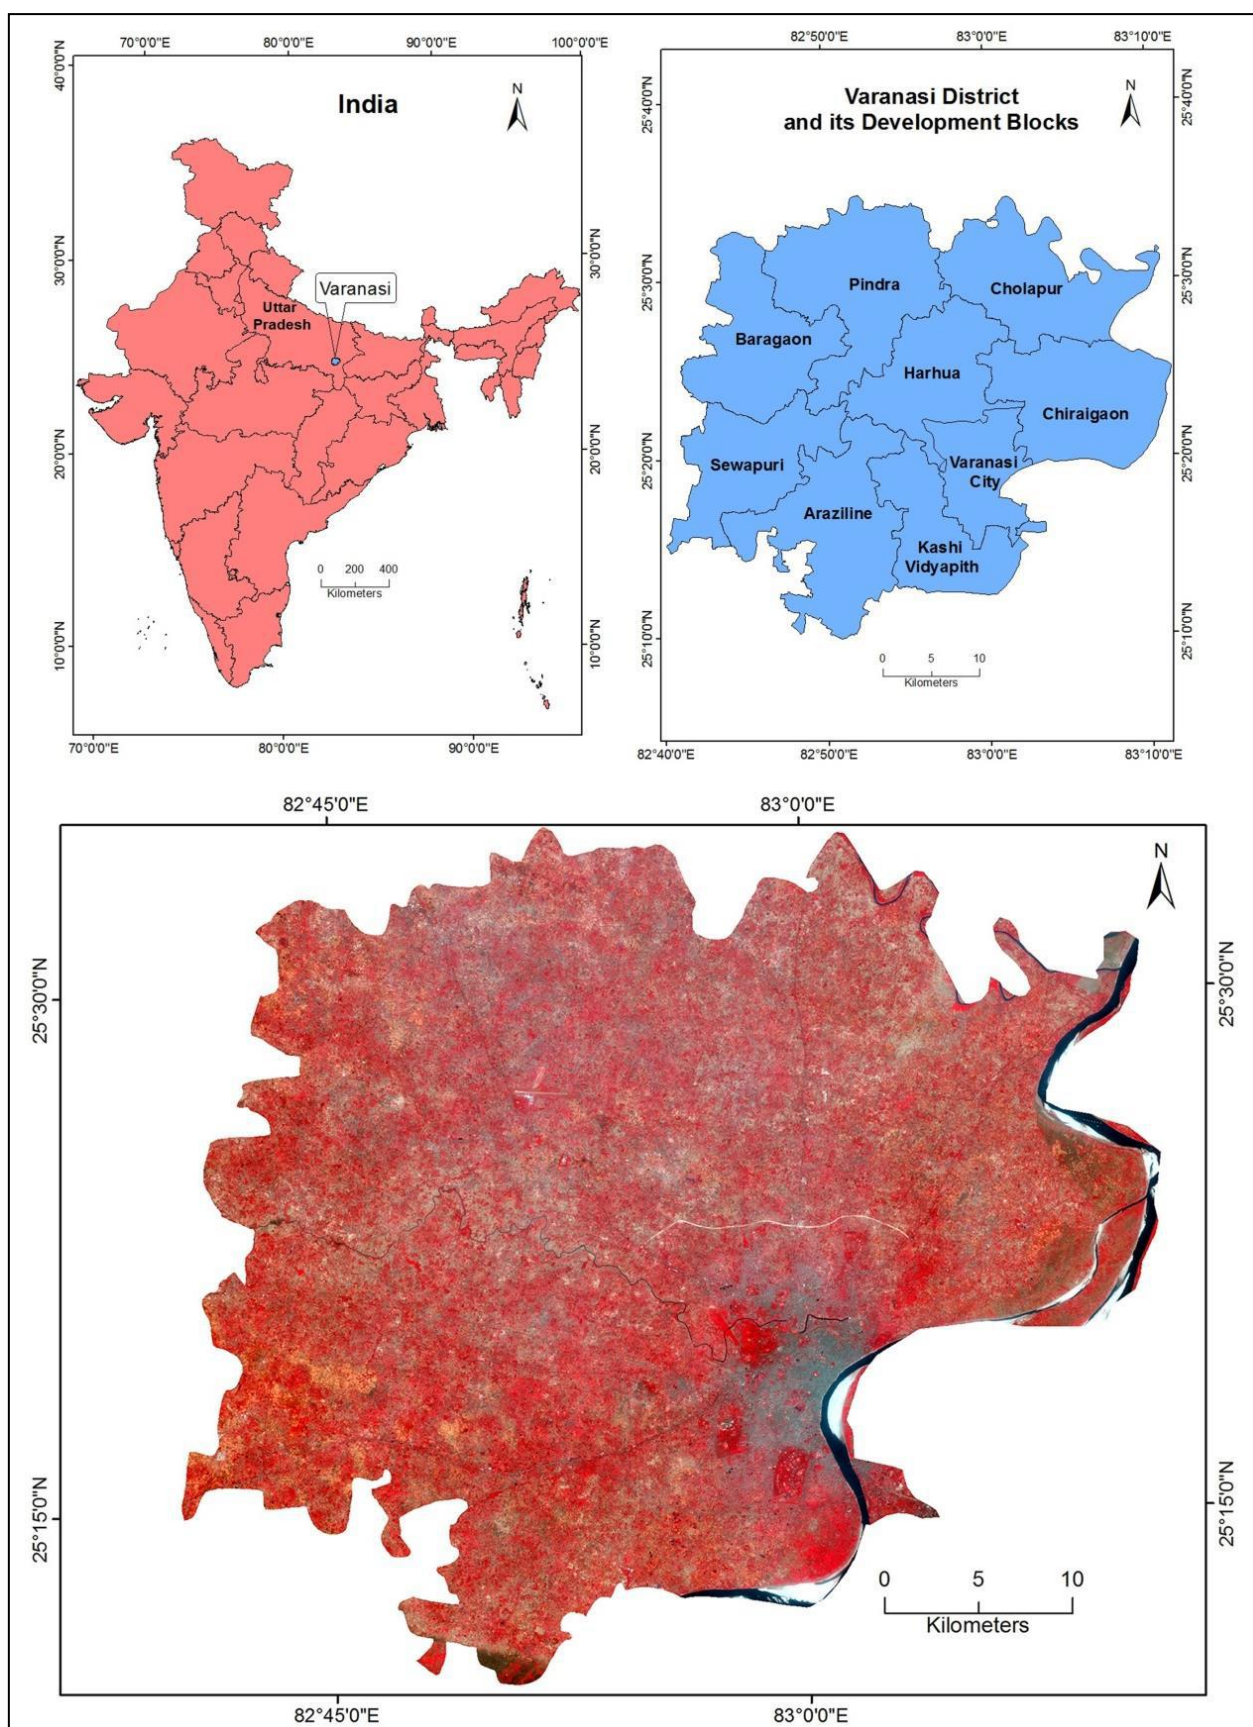 70°0'0"E
80°0'0"E
90°0'0"E
100°0'0"E
40°0'0"N
30°0'0"N
20°0'0"N
10°0'0"N
India
N
Varanasi
Uttar
Pradesh
30°0'0"N
20°0'0"N
10°0'0"N
0 200 400
Kilometers
70°0'0"E
80°0'0"E
90°0'0"E
82°50'0"E
83°0'0"E
83°10'0"E
25°40'0"N
25°30'0"N
25°20'0"N
25°10'0"N
Varanasi District
and its Development Blocks
N
Pindra
Cholapur
Baragaon
Harhua
Chiraigaon
Sewapuri
Varanasi
City
Araziline
Kashi
Vidyapith
25°40'0"N
25°30'0"N
25°20'0"N
25°10'0"N
0 5 10
Kilometers
82°40'0"E
82°50'0"E
83°0'0"E
83°10'0"E
82°45'0"E
83°0'0"E
N
25°30'0"N
25°30'0"N
25°15'0"N
25°15'0"N
0 5 10
Kilometers
82°45'0"E
83°0'0"E